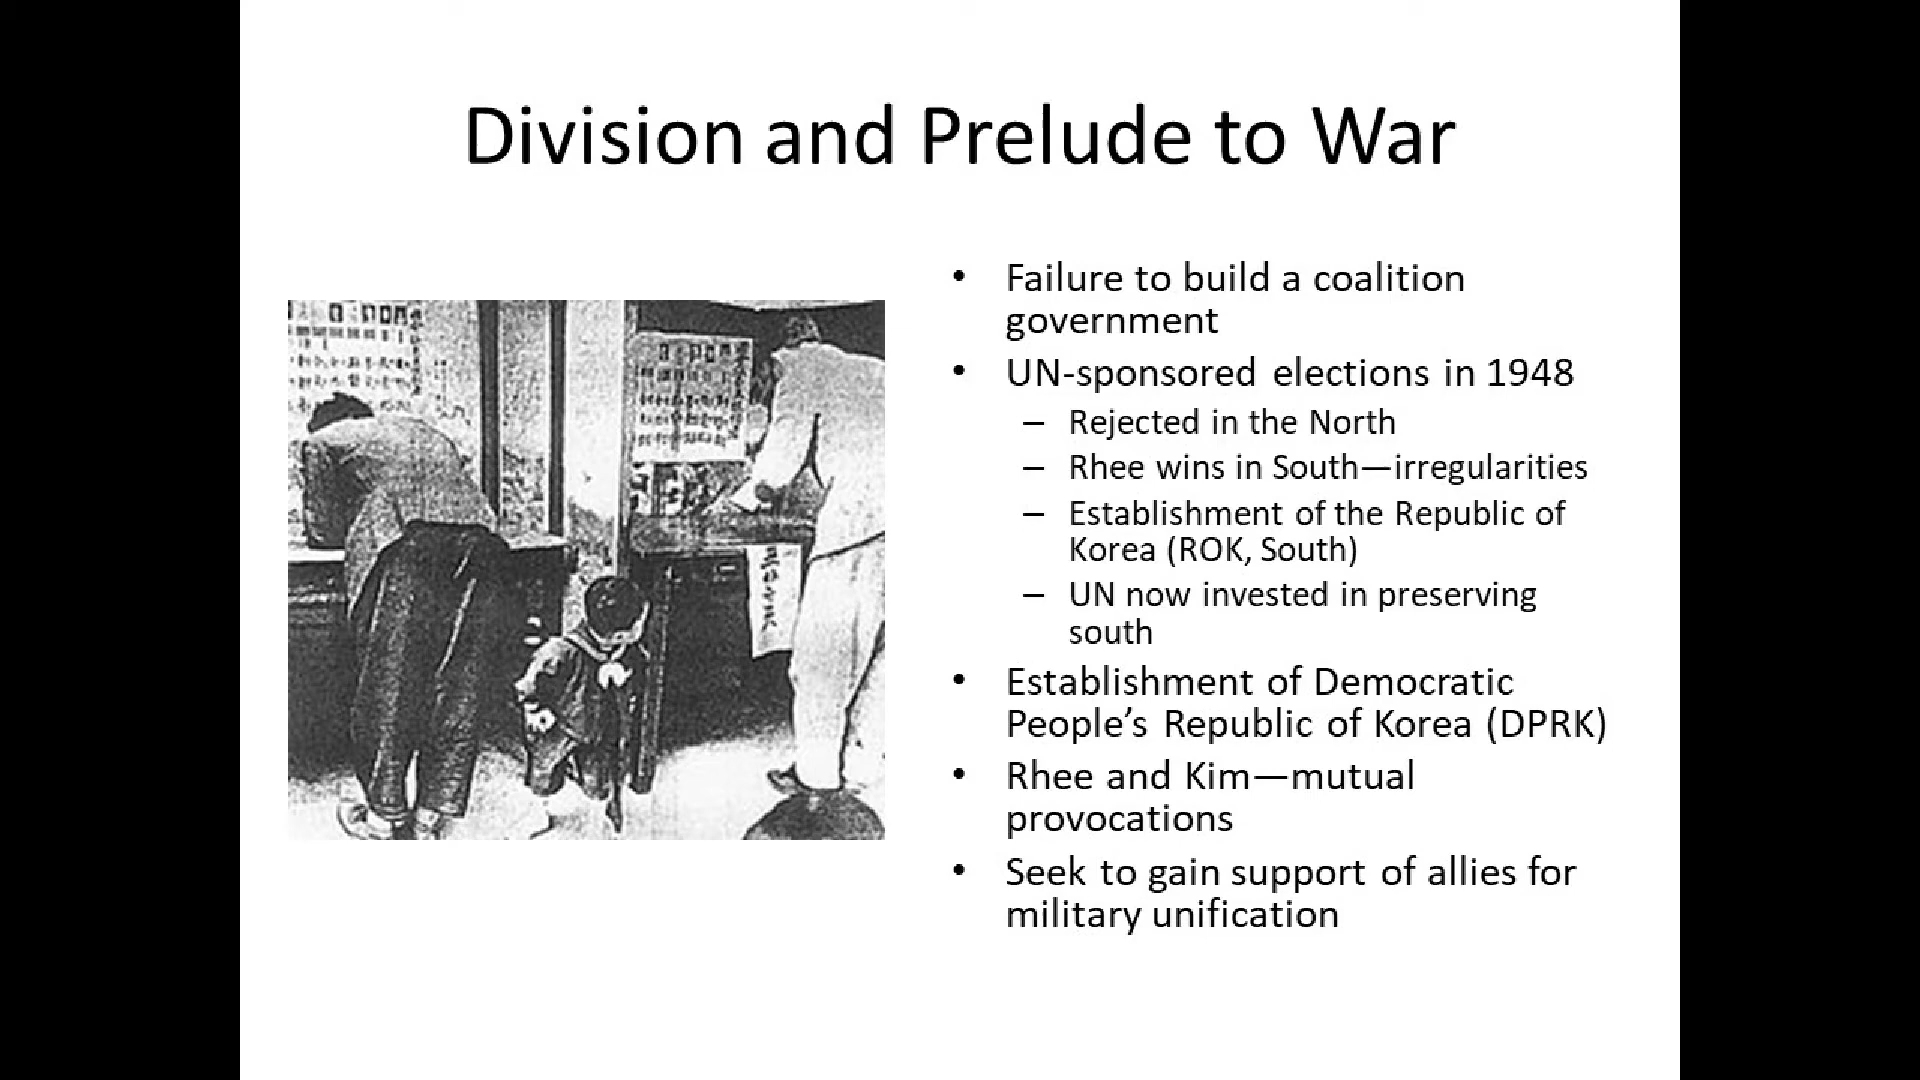 Division and Prelude to War
• Failure to build a coalition
government
• UN-sponsored elections in 1948
– Rejected in the North
– Rhee wins in South—irregularities
– Establishment of the Republic of
Korea (ROK, South)
– UN now invested in preserving
south
• Establishment of Democratic
People’s Republic of Korea (DPRK)
• Rhee and Kim—mutual
provocations
• Seek to gain support of allies for
military unification